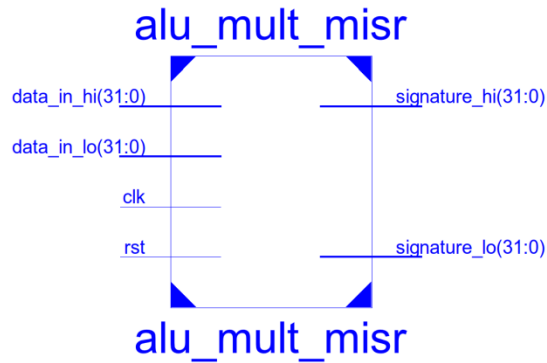 alu_mult_misr
data_in_hi(31:0)
signature_hi(31:0)
data_in_lo(31:0)
clk
rst
signature_lo(31:0)
alu_mult_misr